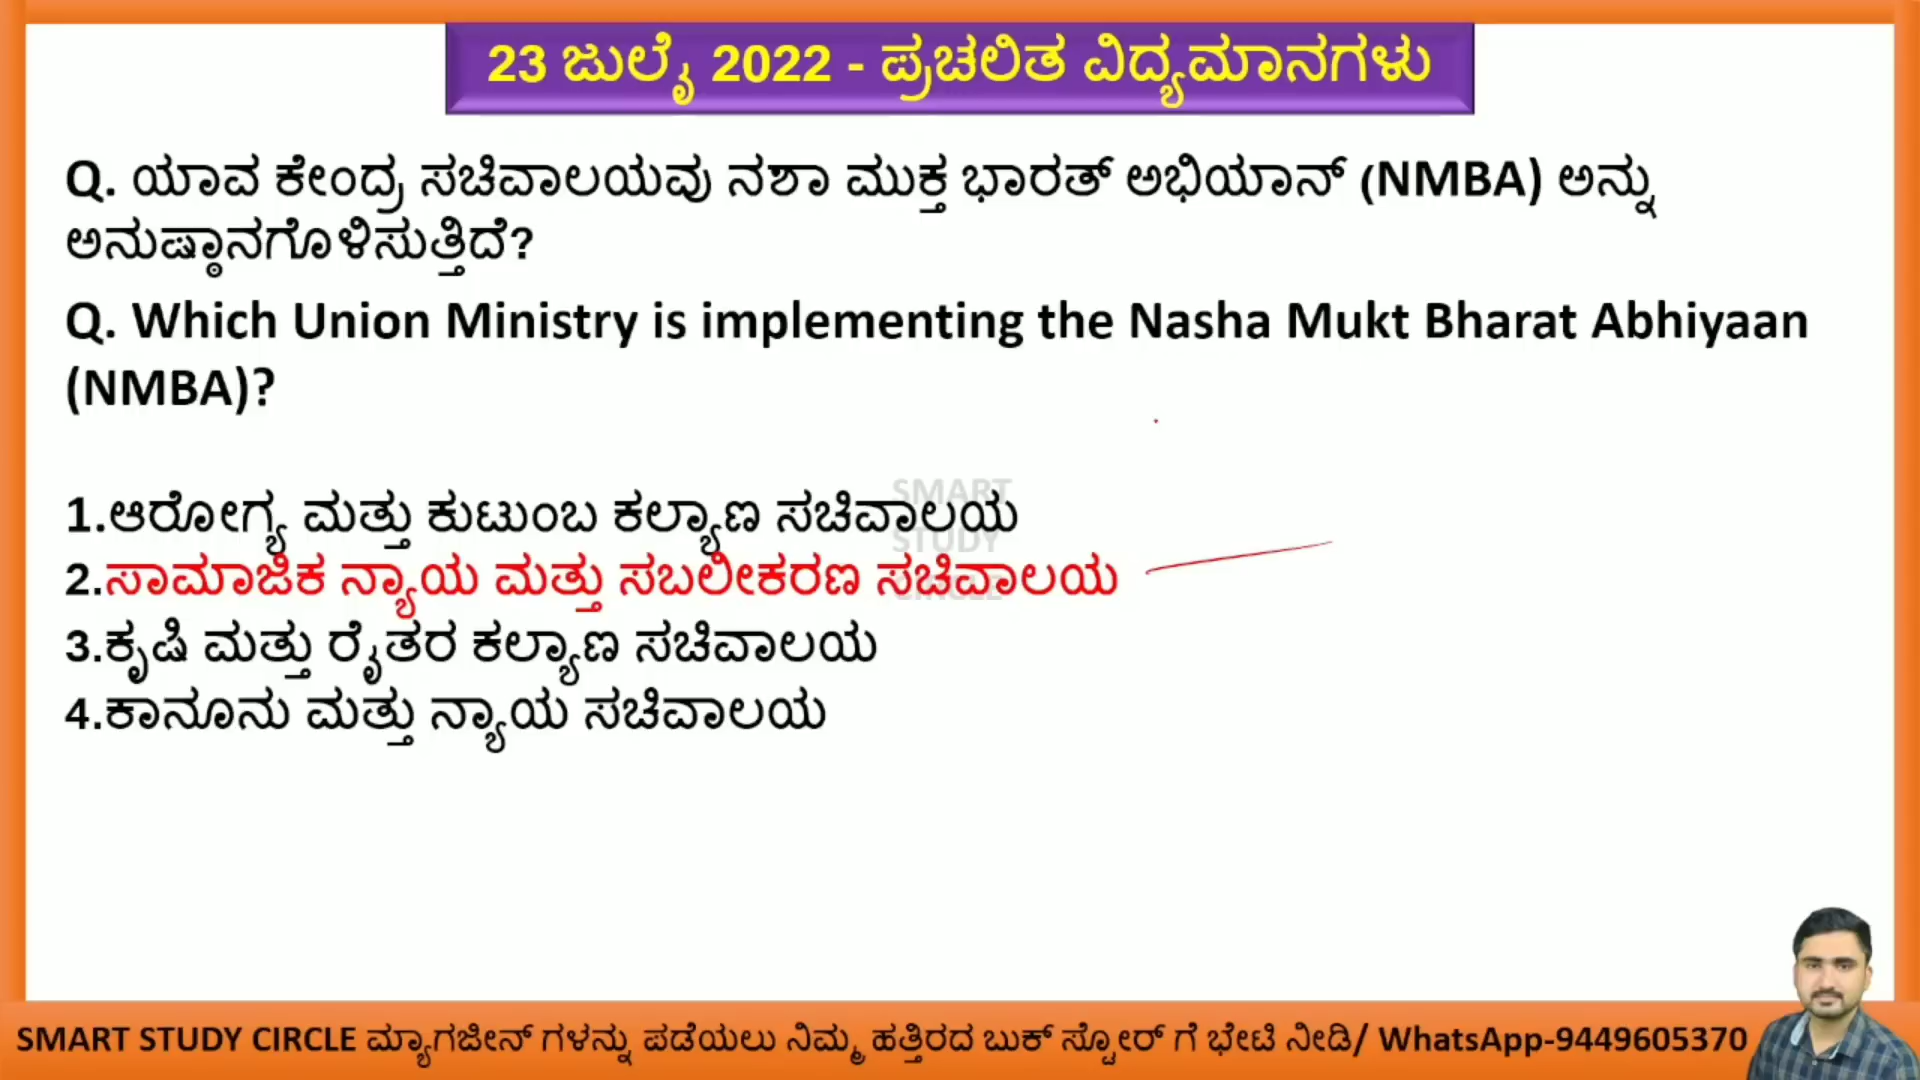 23 ಜುಲೈ 2022 - ಪ್ರಚಲಿತ ವಿದ್ಯಮಾನಗಳು
Q. ಯಾವ ಕೇಂದ್ರ ಸಚಿವಾಲಯವು ನಶಾ ಮುಕ್ತ ಭಾರತ್ ಅಭಿಯಾನ್ (NMBA) ಅನ್ನು
ಅನುಷ್ಠಾನಗೊಳಿಸುತ್ತಿದೆ?
Q. Which Union Ministry is implementing the Nasha Mukt Bharat Abhiyaan
(NMBA)?
SMART
STUDY
CIRCLE
1.ಆರೋಗ್ಯ ಮತ್ತು ಕುಟುಂಬ ಕಲ್ಯಾಣ ಸಚಿವಾಲಯ
2.ಸಾಮಾಜಿಕ ನ್ಯಾಯ ಮತ್ತು ಸಬಲೀಕರಣ ಸಚಿವಾಲಯ
3.ಕೃಷಿ ಮತ್ತು ರೈತರ ಕಲ್ಯಾಣ ಸಚಿವಾಲಯ
4.ಕಾನೂನು ಮತ್ತು ನ್ಯಾಯ ಸಚಿವಾಲಯ
SMART STUDY CIRCLE ಮ್ಯಾಗಜೀನ್ ಗಳನ್ನು ಪಡೆಯಲು ನಿಮ್ಮ ಹತ್ತಿರದ ಬುಕ್ ಸ್ಟೋರ್ ಗೆ ಭೇಟಿ ನೀಡಿ/ WhatsApp-9449605370